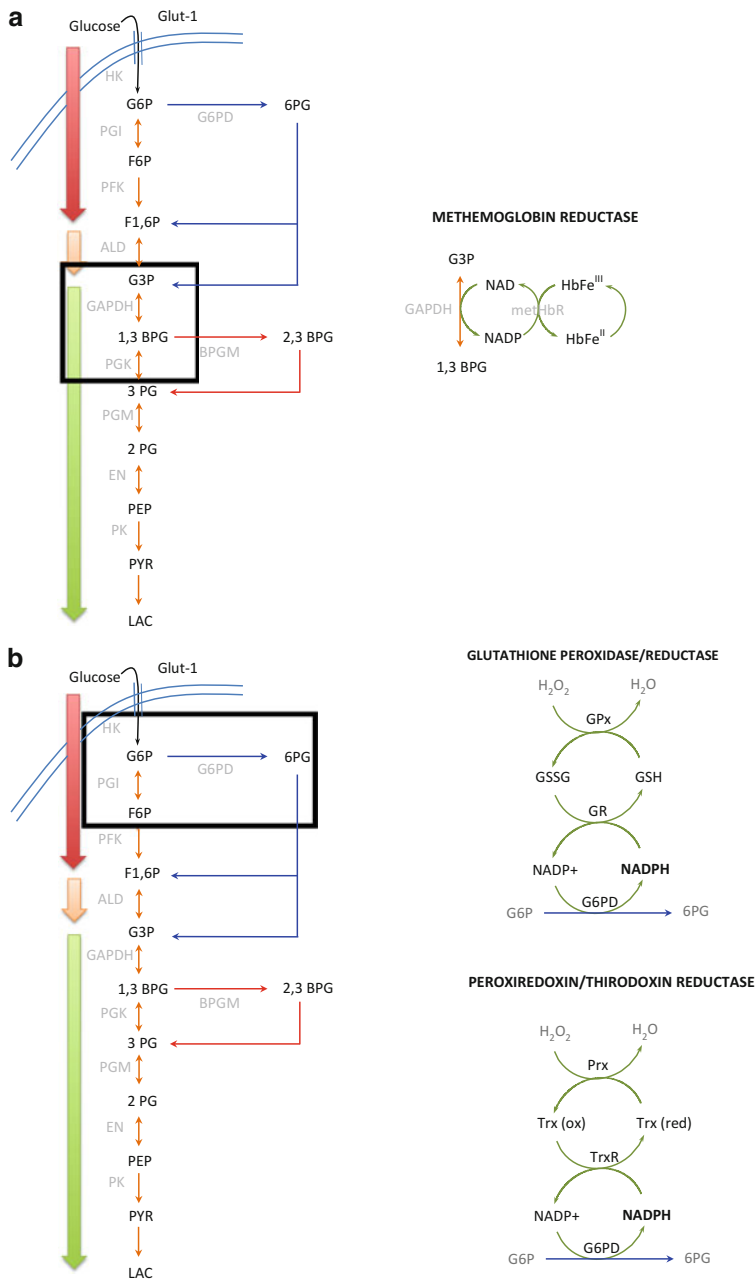 a
Glucose
Glut-1
HK
G6P
G6PD
6PG
PGI
F6P
PFK
F1,6P
ALD
G3P
GAPDH
1,3 BPG
BPGM
2,3 BPG
PGK
3 PG
PGM
2 PG
EN
PEP
PK
PYR
LAC
METHEMOGLOBIN REDUCTASE
G3P
NAD
HbFeᴵᴵᴵ
GAPDH
metHbR
NADP
HbFeᴵᴵ
1,3 BPG
b
Glucose
Glut-1
HK
G6P
G6PD
6PG
PGI
F6P
PFK
F1,6P
ALD
G3P
GAPDH
1,3 BPG
BPGM
2,3 BPG
PGK
3 PG
PGM
2 PG
EN
PEP
PK
PYR
LAC
GLUTATHIONE PEROXIDASE/REDUCTASE
H₂O₂
H₂O
GPx
GSSG
GSH
GR
NADP+
NADPH
G6P
G6PD
6PG
PEROXIREDOXIN/THIRODOXIN REDUCTASE
H₂O₂
H₂O
Prx
Trx (ox)
Trx (red)
TrxR
NADP+
NADPH
G6P
G6PD
6PG